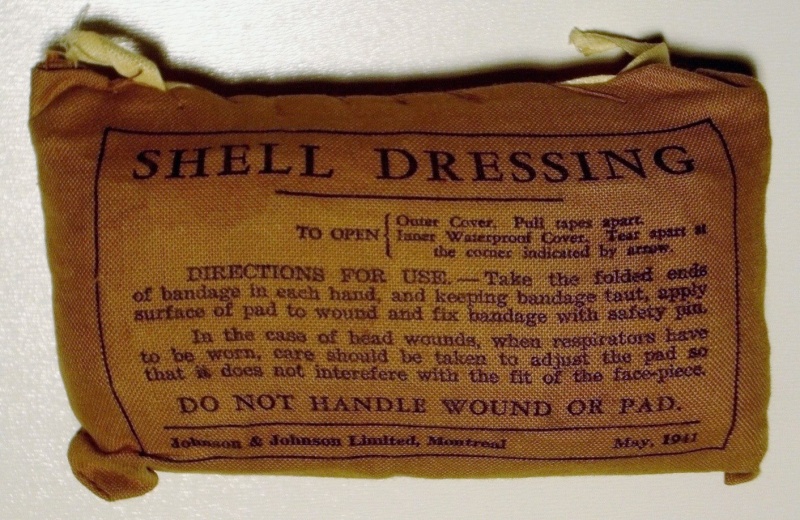 SHELL DRESSING
TO OPEN { Outer Cover. Pull tapes apart.
Inner Waterproof Cover. Tear apart at
the corner indicated by arrow.
DIRECTIONS FOR USE.—Take the folded ends
of bandage in each hand, and keeping bandage taut, apply
surface of pad to wound and fix bandage with safety pin.
In the case of head wounds, when respirators have
to be worn, care should be taken to adjust the pad so
that it does not interefere with the fit of the face-piece.
DO NOT HANDLE WOUND OR PAD.
Johnson & Johnson Limited, Montreal May, 1941